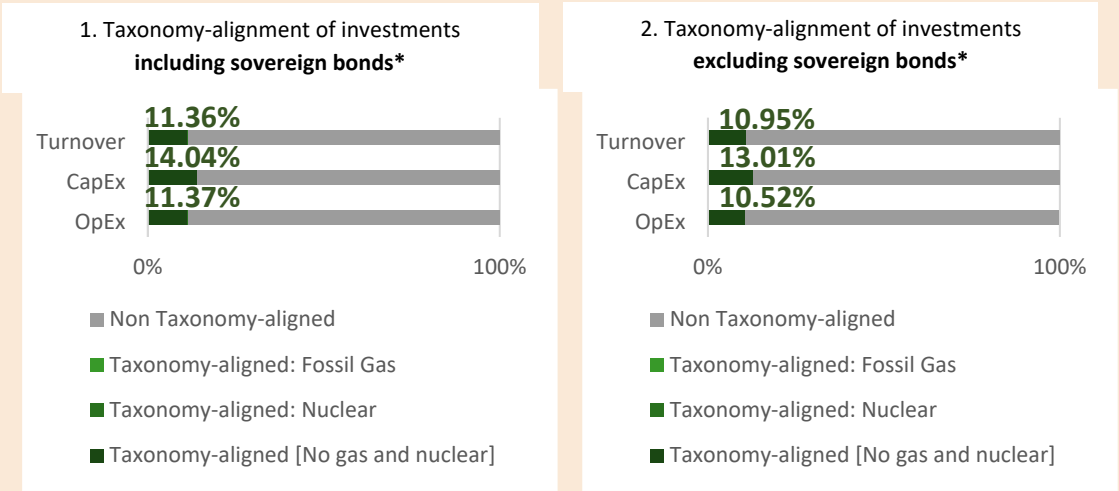 1. Taxonomy-alignment of investments
including sovereign bonds*
11.36%
Turnover
14.04%
CapEx
11.37%
OpEx
0%
100%
Non Taxonomy-aligned
Taxonomy-aligned: Fossil Gas
Taxonomy-aligned: Nuclear
Taxonomy-aligned [No gas and nuclear]
2. Taxonomy-alignment of investments
excluding sovereign bonds*
10.95%
Turnover
13.01%
CapEx
10.52%
OpEx
0%
100%
Non Taxonomy-aligned
Taxonomy-aligned: Fossil Gas
Taxonomy-aligned: Nuclear
Taxonomy-aligned [No gas and nuclear]